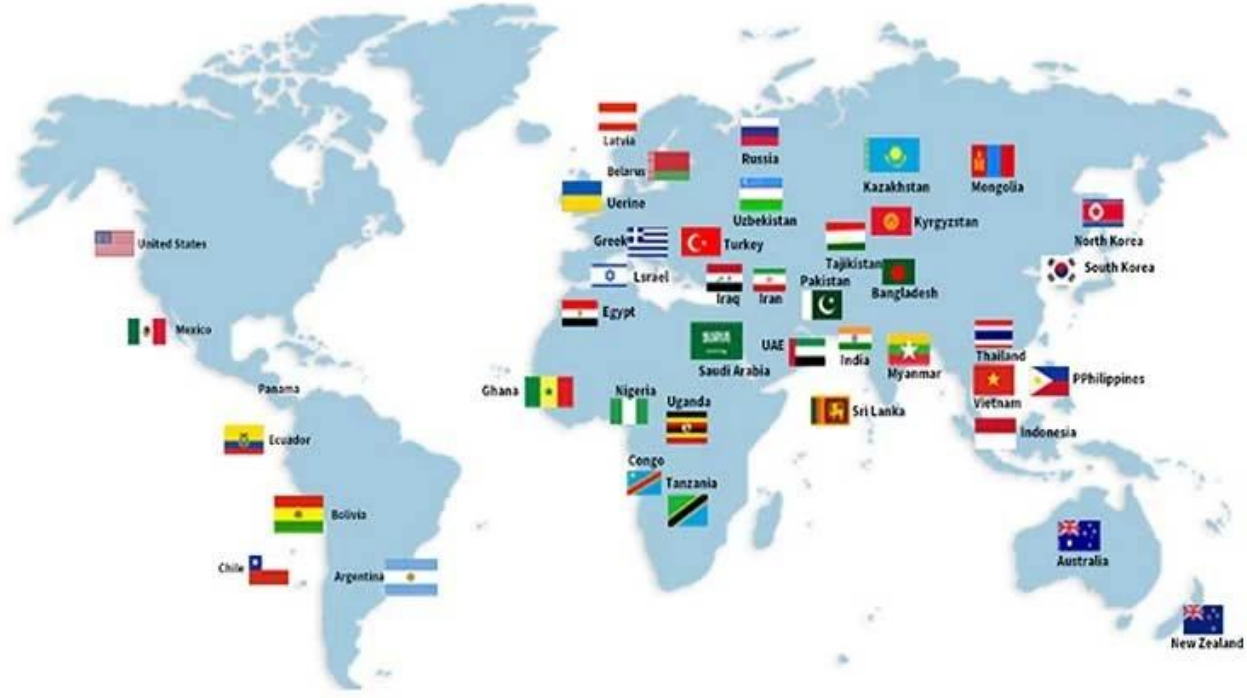 Latvia
Russia
Belarus
Kazakhstan
Mongolia
Uerine
Uzbekistan
Kyrgyzstan
United States
Greek
Turkey
Tajikistan
North Korea
South Korea
Lsrael
Iraq
Iran
Pakistan
Bangladesh
Egypt
Mexico
UAE
India
Saudi Arabia
Myanmar
Thailand
PPhilippines
Panama
Ghana
Nigeria
Uganda
Sri Lanka
Vietnam
Indonesia
Ecuador
Congo
Tanzania
Bolivia
Australia
Chile
Argentina
New Zealand